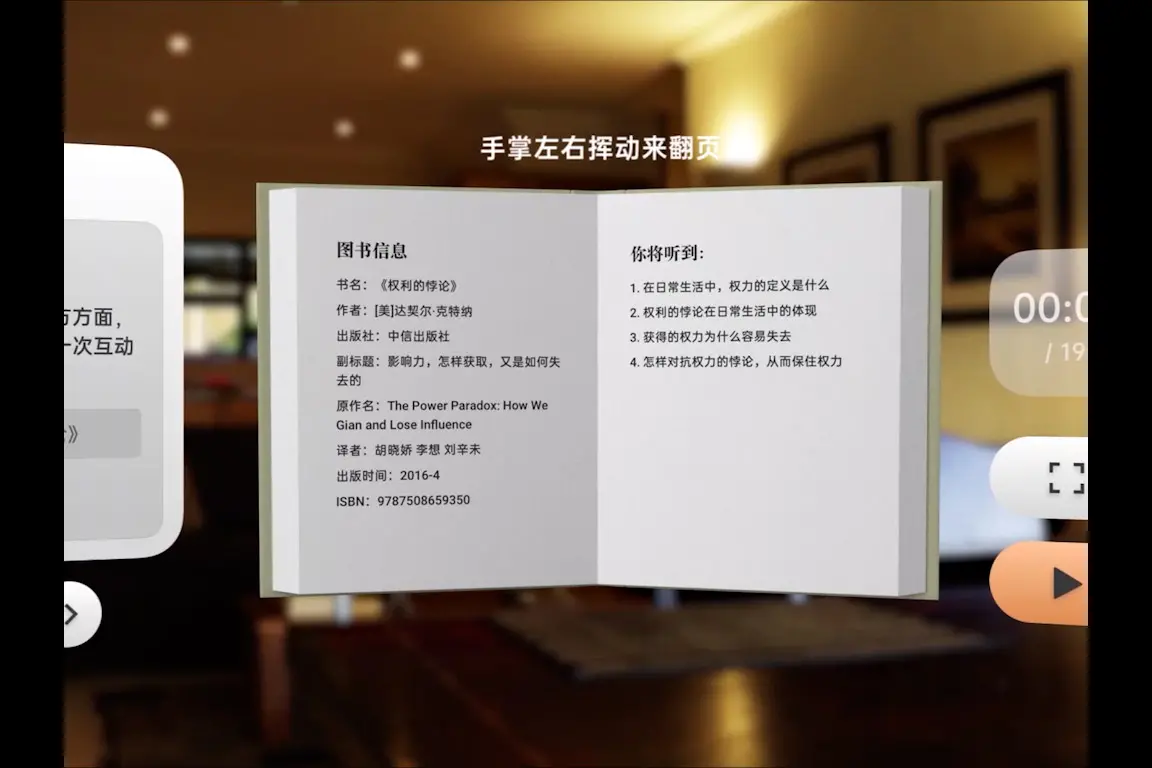 手掌左右挥动来翻页
方面,
一次互动
》
图书信息
书名：《权利的悖论》
作者：[美]达契尔·克特纳
出版社：中信出版社
副标题：影响力，怎样获取，又是如何失
去的
原作名：The Power Paradox: How We
Gian and Lose Influence
译者：胡晓娇 李想 刘辛未
出版时间：2016-4
ISBN：9787508659350
你将听到:
1. 在日常生活中，权力的定义是什么
2. 权利的悖论在日常生活中的体现
3. 获得的权力为什么容易失去
4. 怎样对抗权力的悖论，从而保住权力
00:0
/ 19